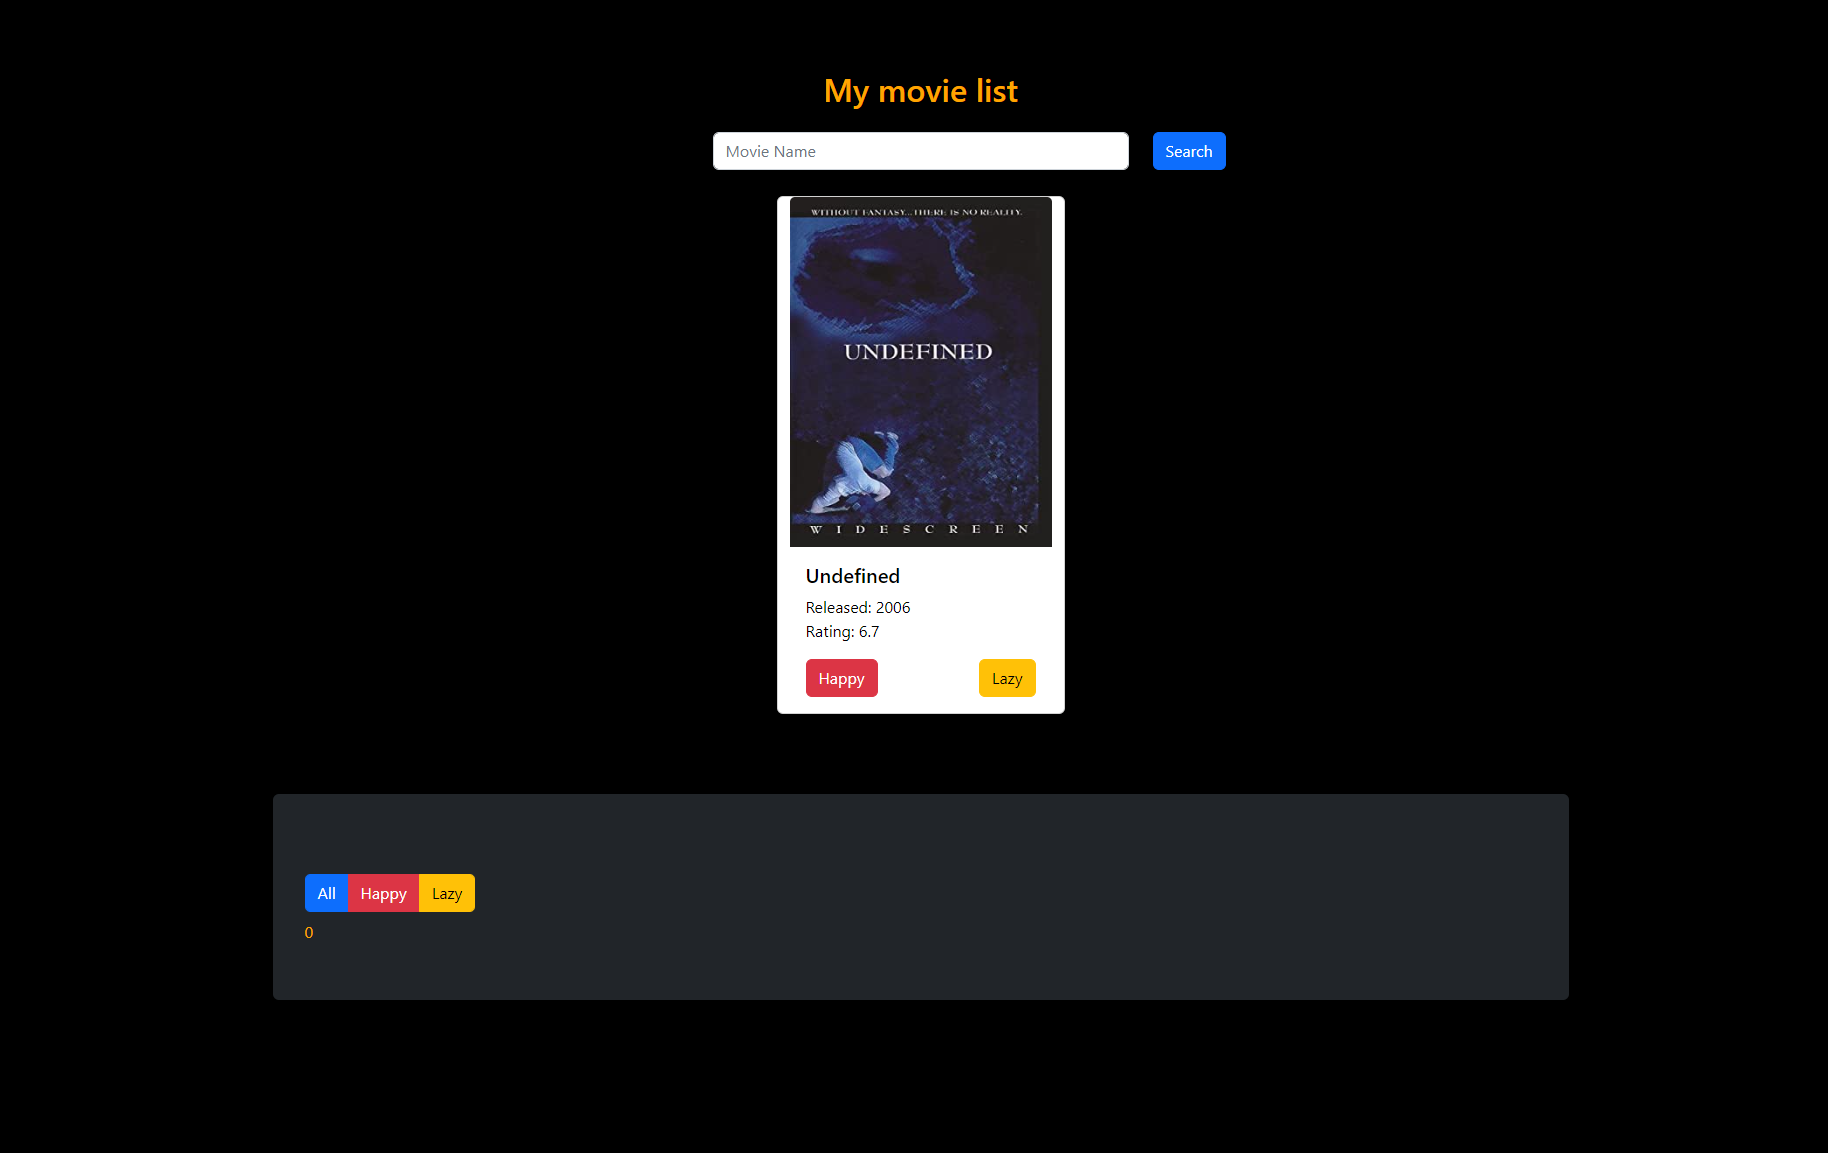 My movie list
Movie Name
Search
WITHOUT FANTASY...THERE IS NO REALITY.
UNDEFINED
WIDESCREEN
Undefined
Released: 2006
Rating: 6.7
Happy
Lazy
All Happy Lazy
0